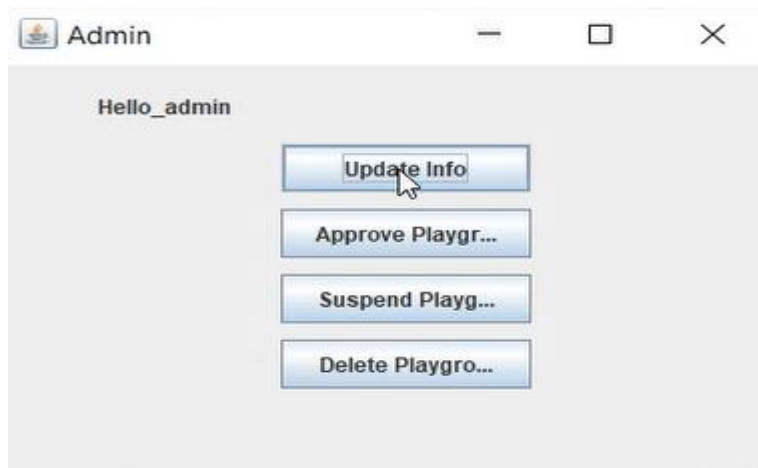 Admin
Hello_admin
Update Info
Approve Playgr...
Suspend Playg...
Delete Playgro...